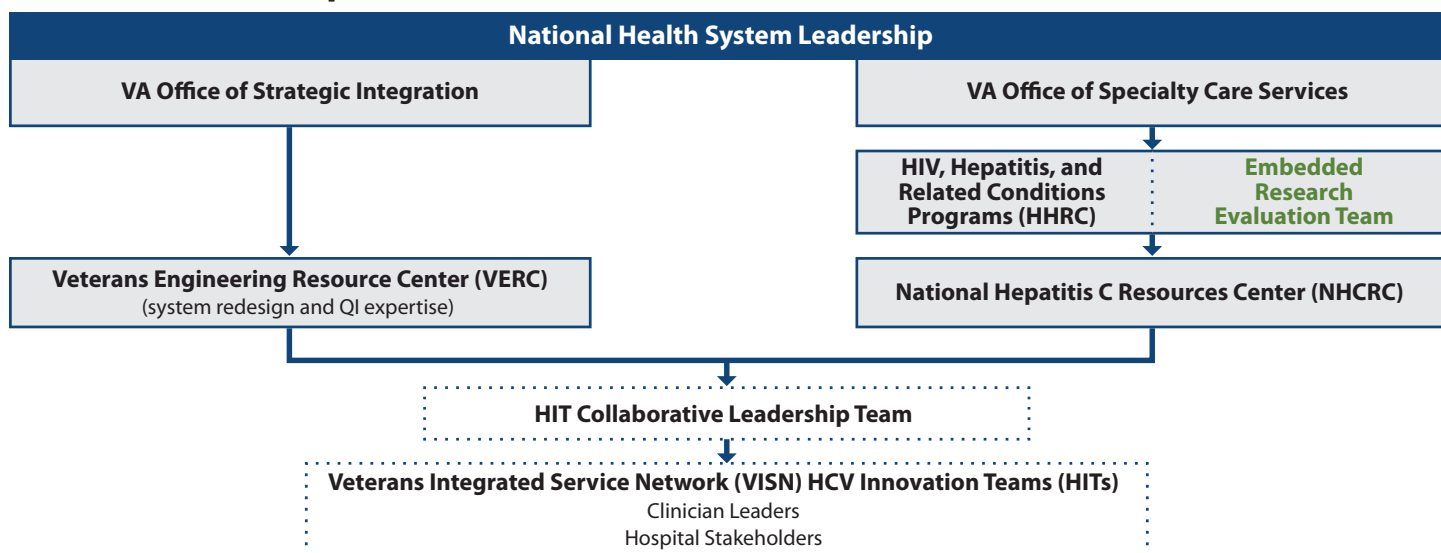 National Health System Leadership
VA Office of Strategic Integration
VA Office of Specialty Care Services
HIV, Hepatitis, and
Related Conditions
Programs (HHRC)
Embedded
Research
Evaluation Team
Veterans Engineering Resource Center (VERC)
(system redesign and QI expertise)
National Hepatitis C Resources Center (NHCRC)
HIT Collaborative Leadership Team
Veterans Integrated Service Network (VISN) HCV Innovation Teams (HITs)
Clinician Leaders
Hospital Stakeholders